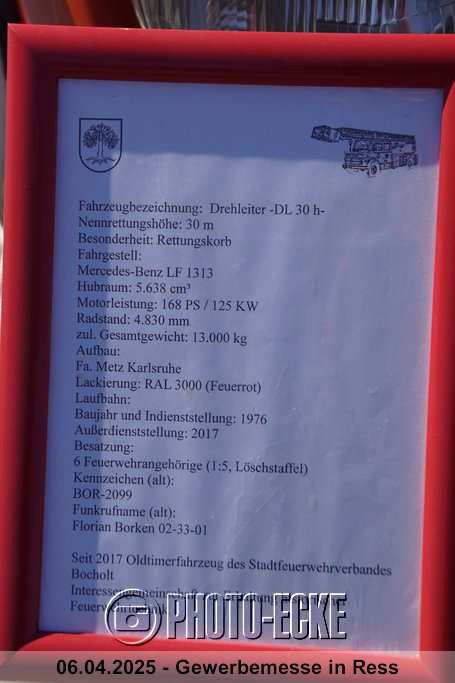 Fahrzeugbezeichnung: Drehleiter -DL 30 h-
Nennrettungshöhe: 30 m
Besonderheit: Rettungskorb
Fahrgestell:
Mercedes-Benz LF 1313
Hubraum: 5.638 cm³
Motorleistung: 168 PS / 125 KW
Radstand: 4.830 mm
zul. Gesamtgewicht: 13.000 kg
Aufbau:
Fa. Metz Karlsruhe
Lackierung: RAL 3000 (Feuerrot)
Laufbahn:
Baujahr und Indienststellung: 1976
Außerdienststellung: 2017
Besatzung:
6 Feuerwehrangehörige (1:5, Löschstaffel)
Kennzeichen (alt):
BOR-2099
Funkrufname (alt):
Florian Borken 02-33-01
Seit 2017 Oldtimerfahrzeug des Stadtfeuerwehrverbandes
Bocholt
Interessengemeinschaft
Feuerwehrtechnik
PHOTO-ECKE
06.04.2025 - Gewerbemesse in Ress